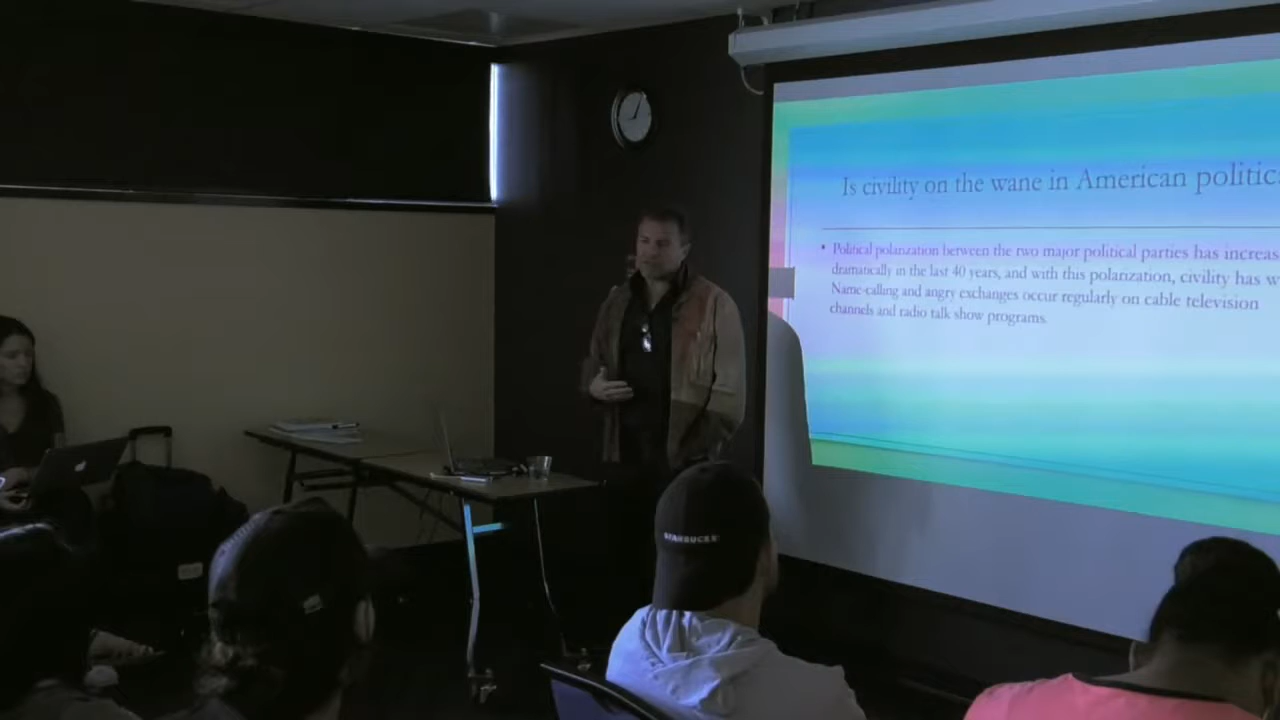 Is civility on the wane in American politics
• Political polarization between the two major political parties has increas
dramatically in the last 40 years, and with this polarization, civility has w
Name-calling and angry exchanges occur regularly on cable television
channels and radio talk show programs.
STARBUCKS